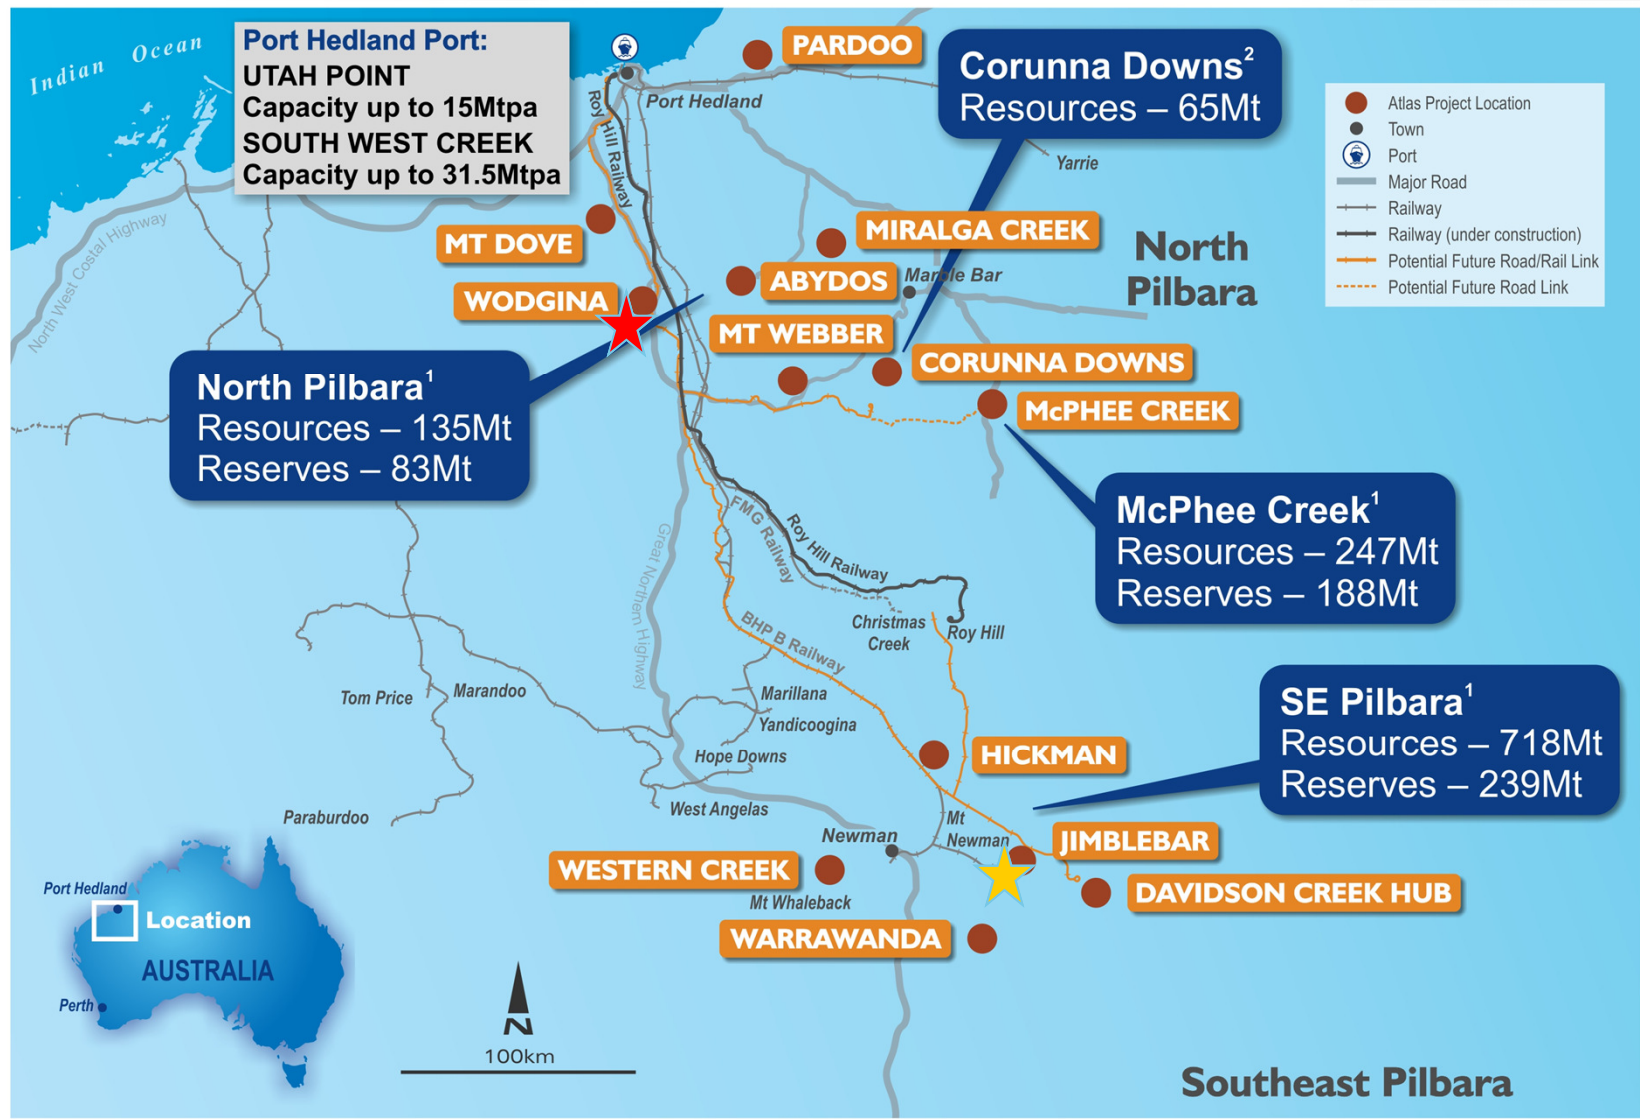 Indian Ocean
Port Hedland Port:
UTAH POINT
Capacity up to 15Mtpa
SOUTH WEST CREEK
Capacity up to 31.5Mtpa
PARDOO
Port Hedland
Roy Hill Railway
Corunna Downs²
Resources – 65Mt
Yarrie
Atlas Project Location
Town
Port
Major Road
Railway
Railway (under construction)
Potential Future Road/Rail Link
Potential Future Road Link
North West Costal Highway
MT DOVE
MIRALGA CREEK
North
Pilbara
WODGINA
ABYDOS
Marble Bar
MT WEBBER
CORUNNA DOWNS
McPHEE CREEK
North Pilbara¹
Resources – 135Mt
Reserves – 83Mt
McPhee Creek¹
Resources – 247Mt
Reserves – 188Mt
Great Northern Highway
FMG Railway
Roy Hill Railway
Christmas
Creek
Roy Hill
BHP B Railway
Tom Price
Marandoo
Marillana
Yandicoogina
Hope Downs
West Angelas
Paraburdoo
SE Pilbara¹
Resources – 718Mt
Reserves – 239Mt
HICKMAN
Mt
Newman
Newman
JIMBLEBAR
WESTERN CREEK
DAVIDSON CREEK HUB
Mt Whaleback
WARRAWANDA
Port Hedland
Location
AUSTRALIA
Perth
N
100km
Southeast Pilbara